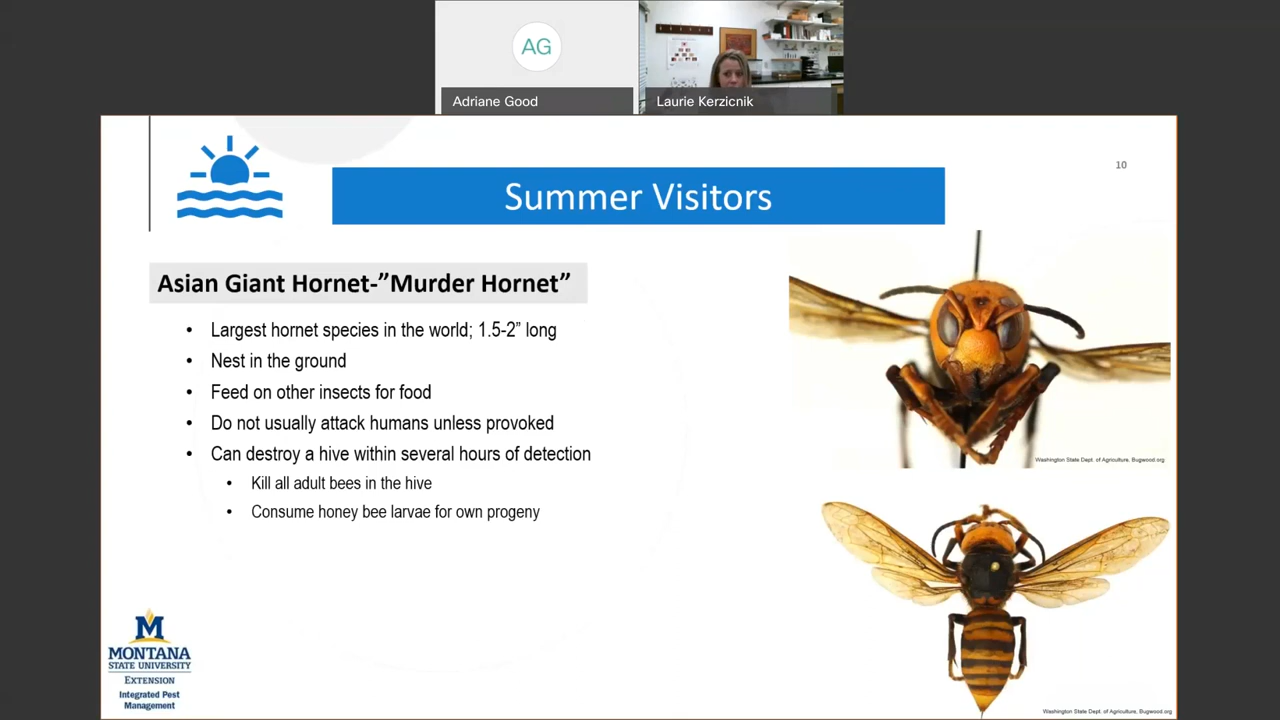 AG
Adriane Good
Laurie Kerzicnik
10
Summer Visitors
Asian Giant Hornet-”Murder Hornet”
• Largest hornet species in the world; 1.5-2” long
• Nest in the ground
• Feed on other insects for food
• Do not usually attack humans unless provoked
• Can destroy a hive within several hours of detection
• Kill all adult bees in the hive
• Consume honey bee larvae for own progeny
Washington State Dept. of Agriculture, Bugwood.org
Washington State Dept. of Agriculture, Bugwood.org
M
MONTANA
STATE UNIVERSITY
EXTENSION
Integrated Pest
Management